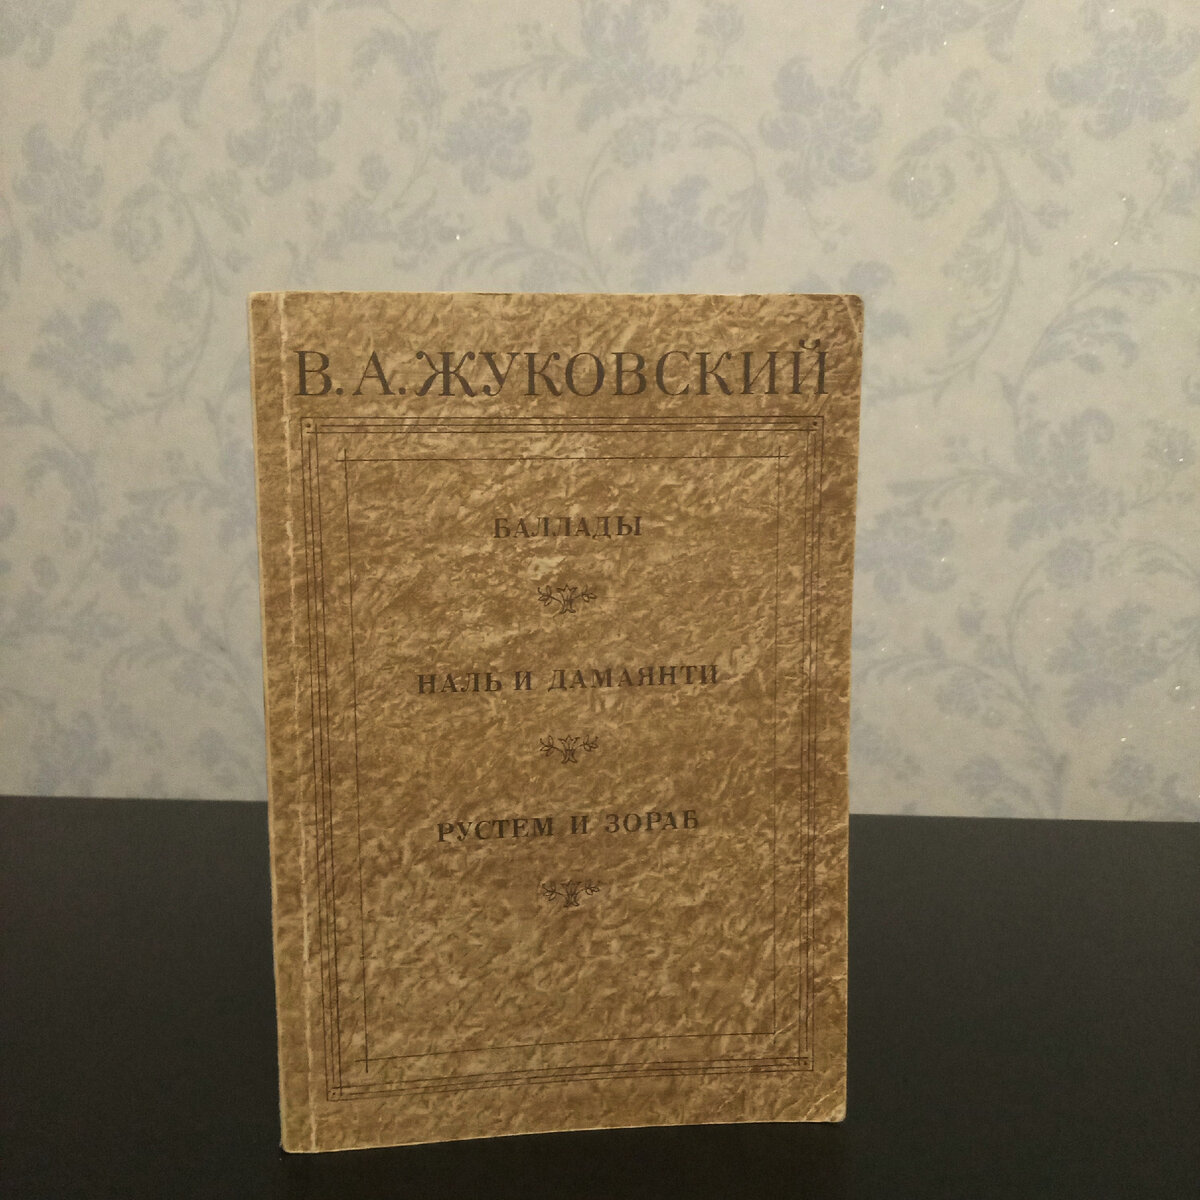 В. А. ЖУКОВСКИЙ
БАЛЛАДЫ
НАЛЬ И ДАМАЯНТИ
РУСТЕМ И ЗОРАБ